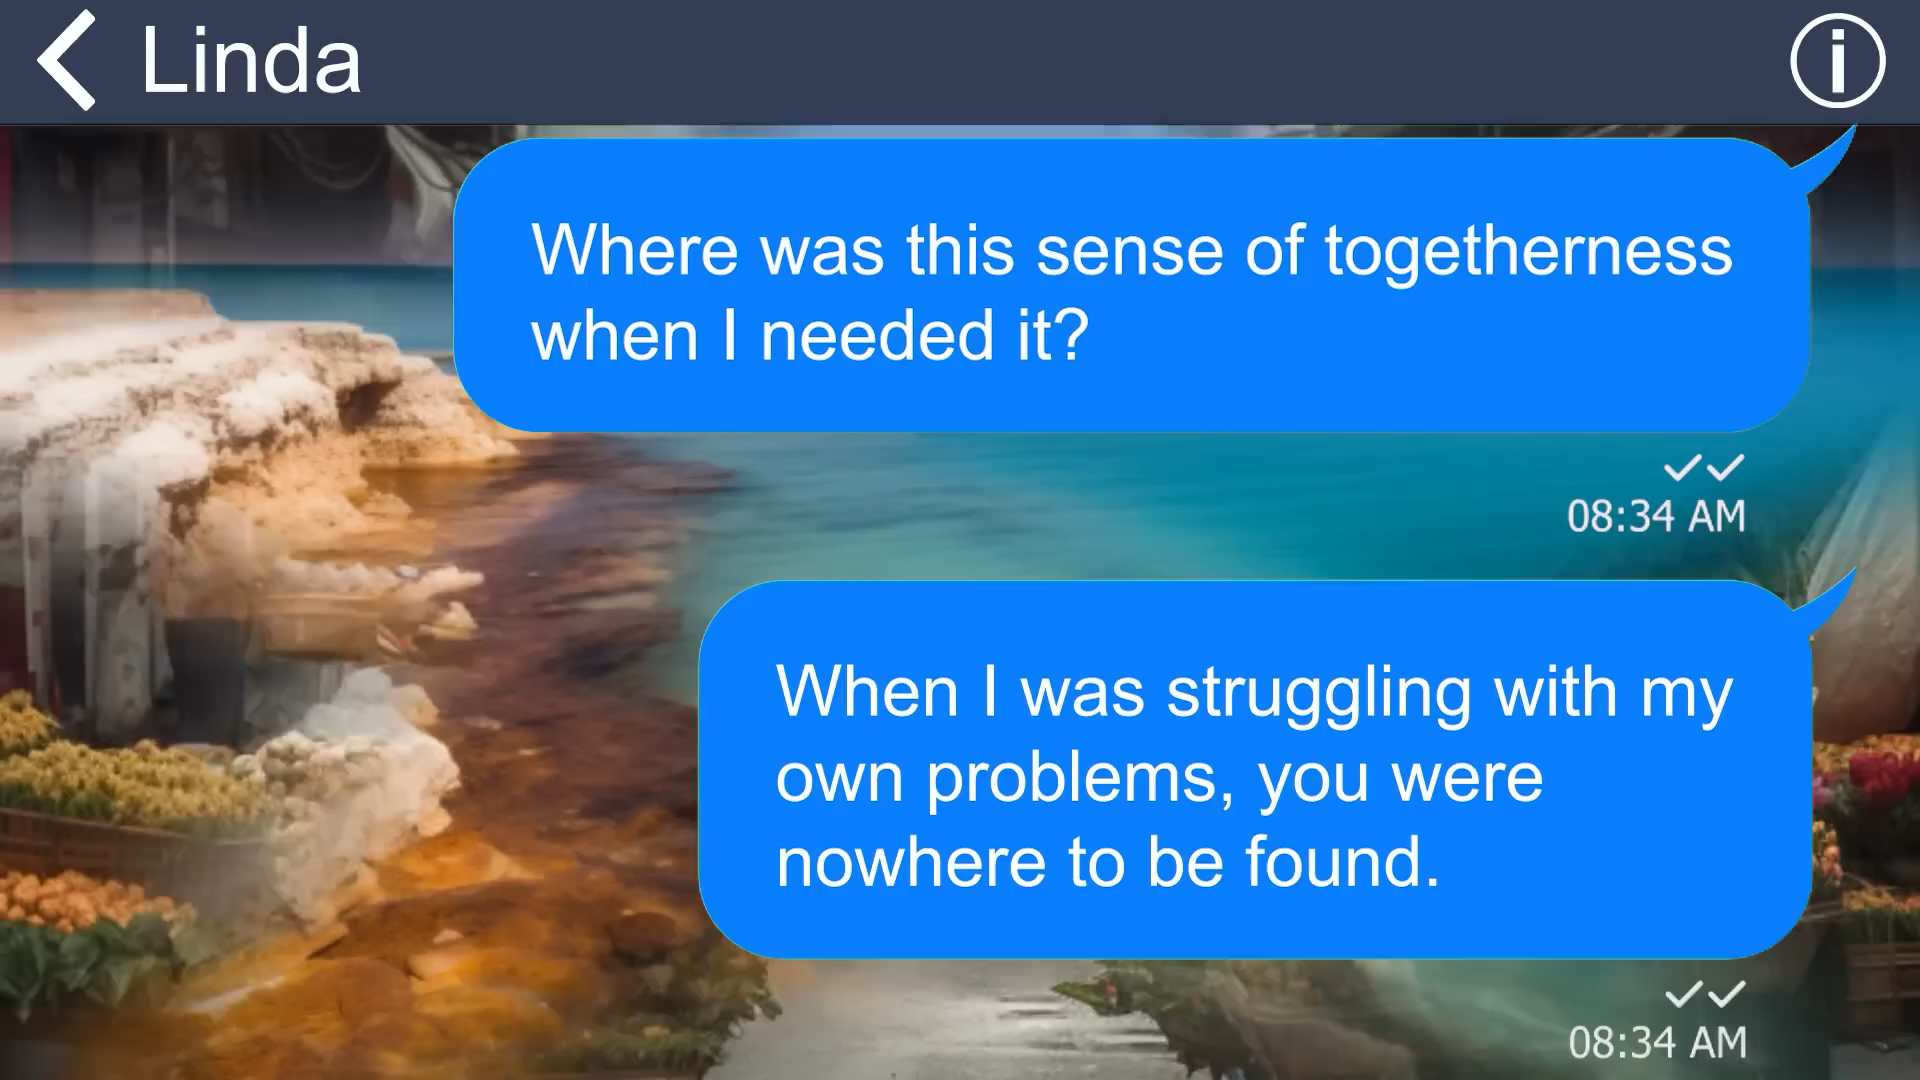 Linda
Where was this sense of togetherness
when I needed it?
08:34 AM
When I was struggling with my
own problems, you were
nowhere to be found.
08:34 AM